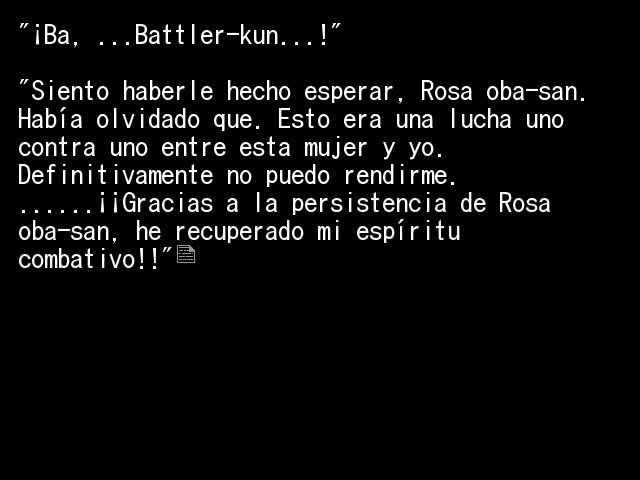 "¡Ba, ...Battler-kun...!"
"Siento haberle hecho esperar, Rosa oba-san.
Había olvidado que. Esto era una lucha uno
contra uno entre esta mujer y yo.
Definitivamente no puedo rendirme.
......¡¡Gracias a la persistencia de Rosa
oba-san, he recuperado mi espíritu
combativo!!"